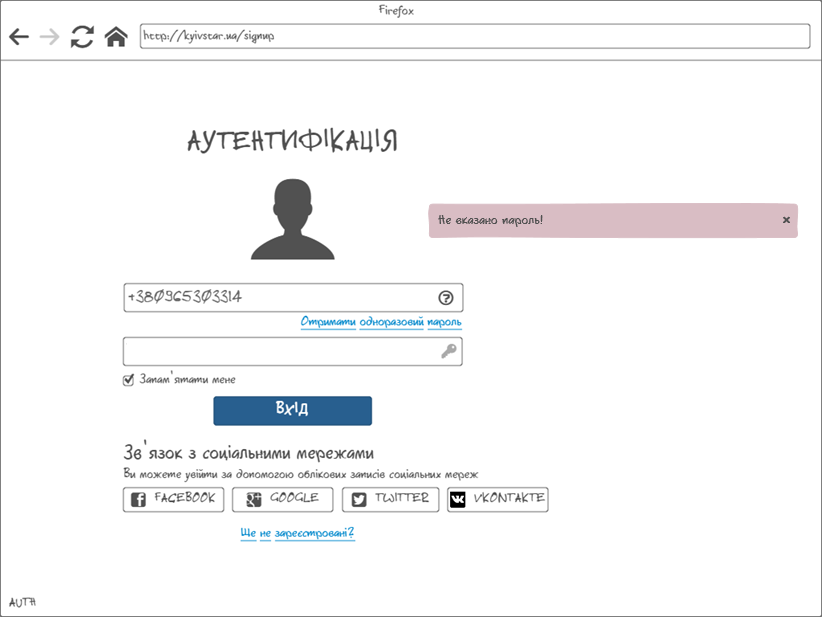 Firefox
http://kyivstar.ua/signup
АУТЕНТИФІКАЦІЯ
Не вказано пароль!
+380965303314
Отримати одноразовий пароль
Запам'ятати мене
ВХІД
Зв'язок з соціальними мережами
Ви можете увійти за допомогою облікових записів соціальних мереж
FACEBOOK GOOGLE TWITTER VKONTAKTE
Ще не зареєстровані?
AUTH